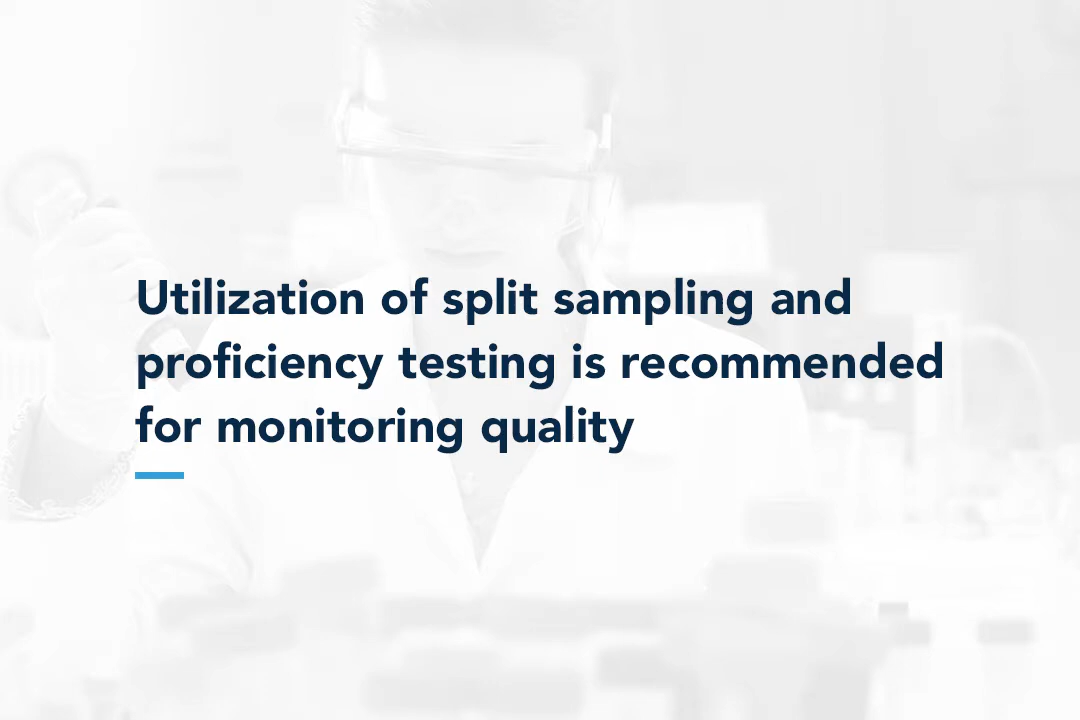 Utilization of split sampling and
proficiency testing is recommended
for monitoring quality